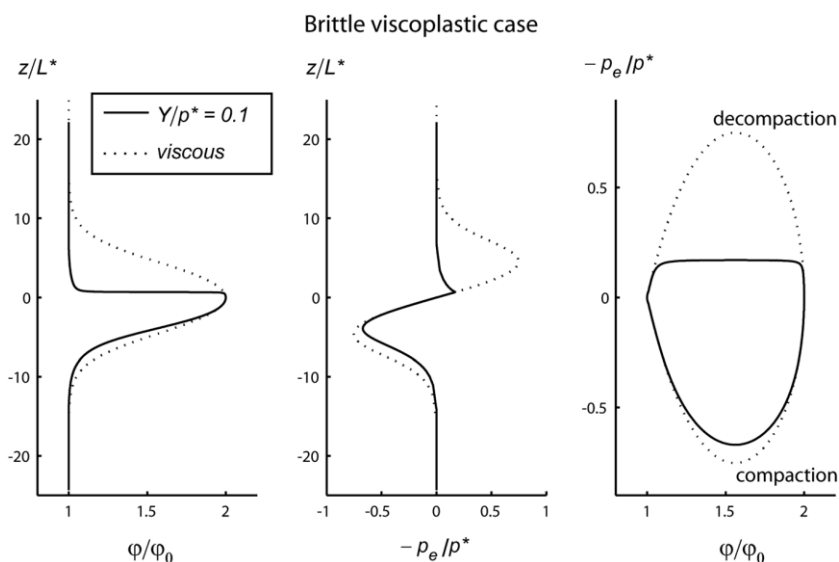 Brittle viscoplastic case
z/L*
20
10
0
-10
-20
1
1.5
2
φ/φ0
Y/p* = 0.1
viscous
z/L*
20
10
0
-10
-20
-1
-0.5
0
0.5
1
-pe/p*
-pe/p*
decompaction
0.5
0
-0.5
compaction
1
1.5
2
φ/φ0